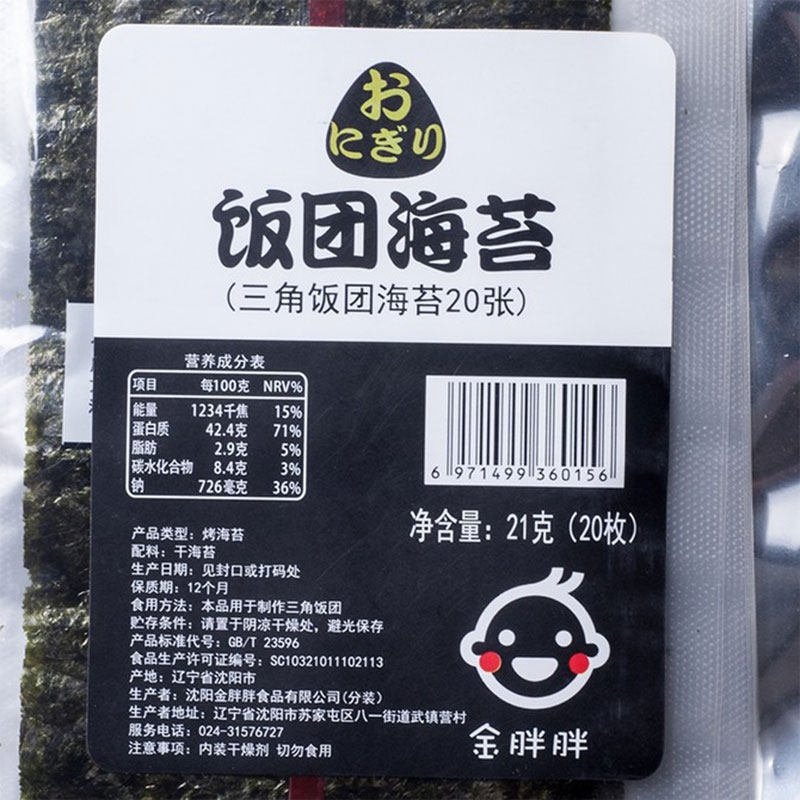 お
にぎり
饭团海苔
(三角饭团海苔20张)
营养成分表
项目 每100克 NRV%
能量 1234千焦 15%
蛋白质 42.4克 71%
脂肪 2.9克 5%
碳水化合物 8.4克 3%
钠 726毫克 36%
6 971499 360156
净含量：21克（20枚）
产品类型：烤海苔
配料：干海苔
生产日期：见封口或打码处
保质期：12个月
食用方法：本品用于制作三角饭团
贮存条件：请置于阴凉干燥处，避光保存
产品标准代号：GB/T 23596
食品生产许可证编号：SC10321011102113
产地：辽宁省沈阳市
生产者：沈阳金胖胖食品有限公司(分装)
生产者地址：辽宁省沈阳市苏家屯区八一街道武镇营村
服务电话：024-31576727
注意事项：内装干燥剂 切勿食用
金胖胖